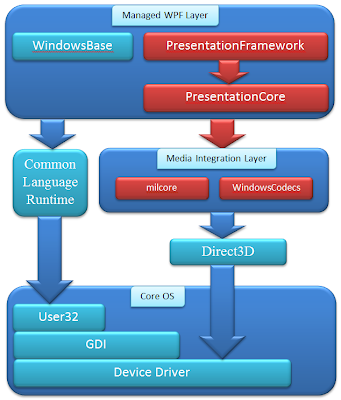 Managed WPF Layer
WindowsBase
PresentationFramework
PresentationCore
Common
Language
Runtime
Media Integration Layer
milcore
WindowsCodecs
Direct3D
Core OS
User32
GDI
Device Driver